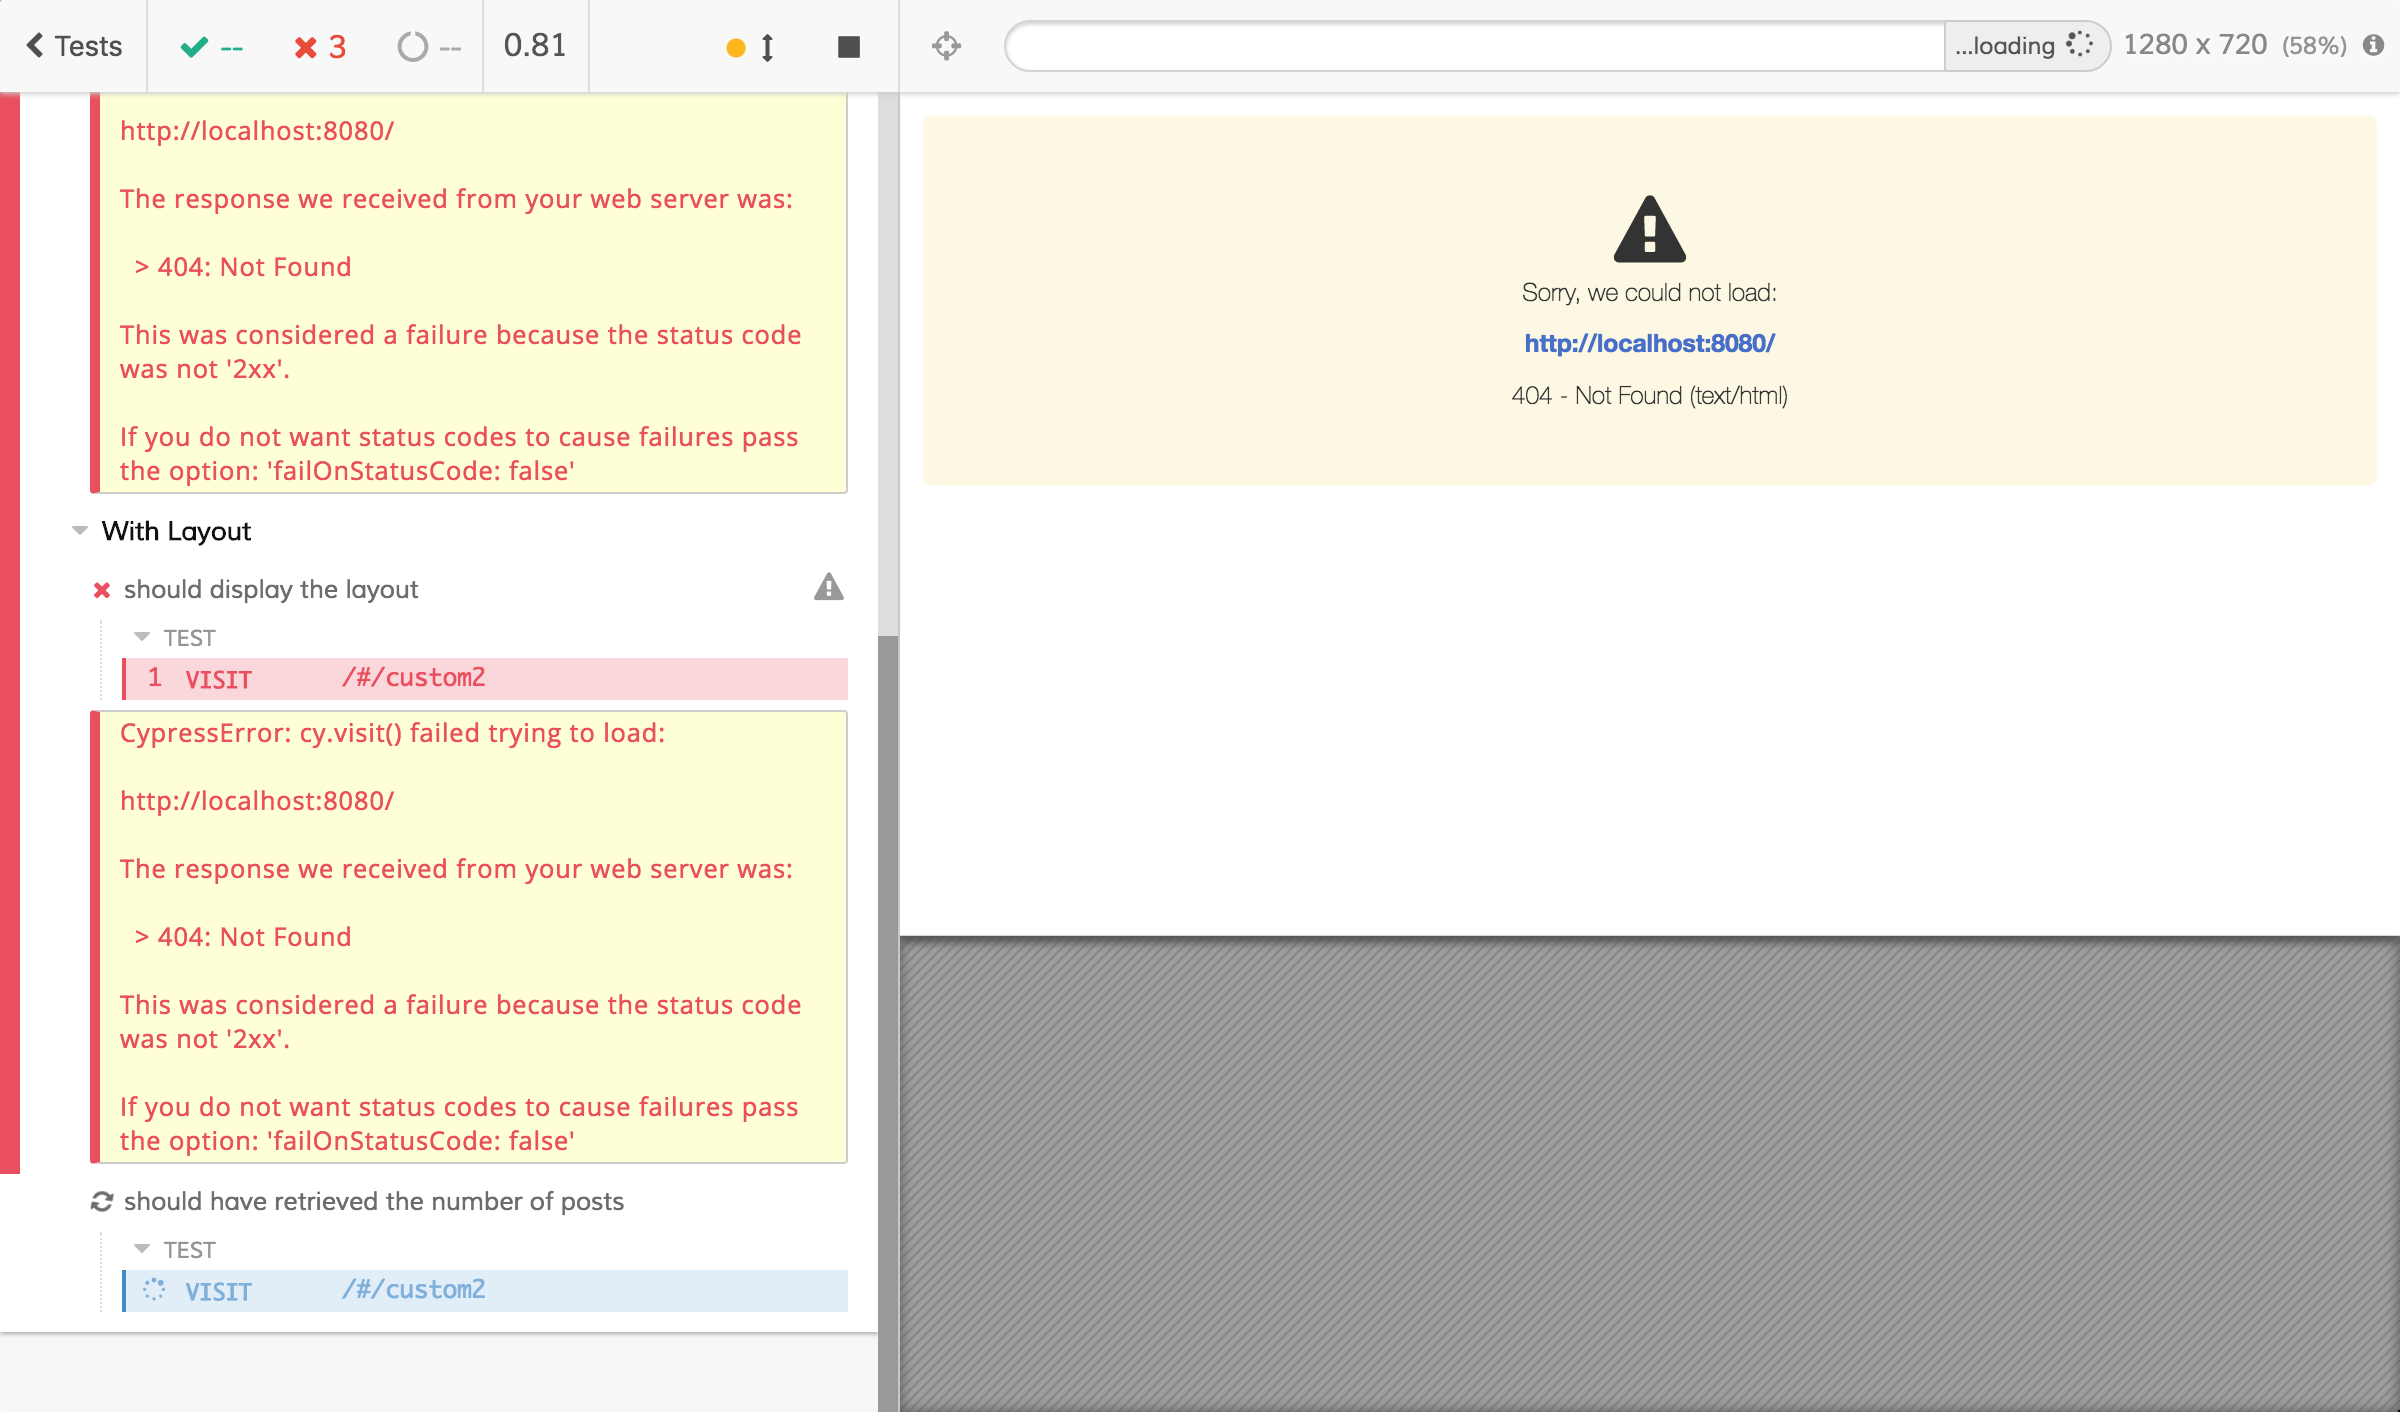 Tests
--
3
--
0.81
...loading
1280 x 720 (58%)
http://localhost:8080/
The response we received from your web server was:
> 404: Not Found
This was considered a failure because the status code
was not '2xx'.
If you do not want status codes to cause failures pass
the option: 'failOnStatusCode: false'
With Layout
should display the layout
TEST
1 VISIT /#/custom2
CypressError: cy.visit() failed trying to load:
http://localhost:8080/
The response we received from your web server was:
> 404: Not Found
This was considered a failure because the status code
was not '2xx'.
If you do not want status codes to cause failures pass
the option: 'failOnStatusCode: false'
should have retrieved the number of posts
TEST
VISIT /#/custom2
Sorry, we could not load:
http://localhost:8080/
404 - Not Found (text/html)